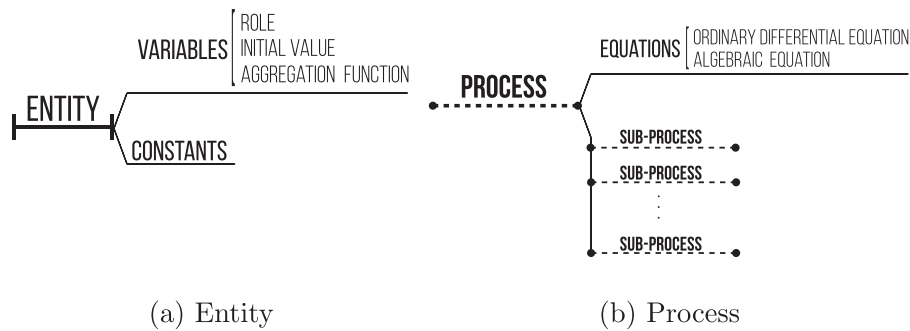 VARIABLES
ROLE
INITIAL VALUE
AGGREGATION FUNCTION
ENTITY
CONSTANTS
(a) Entity
EQUATIONS
ORDINARY DIFFERENTIAL EQUATION
ALGEBRAIC EQUATION
PROCESS
SUB-PROCESS
SUB-PROCESS
SUB-PROCESS
(b) Process